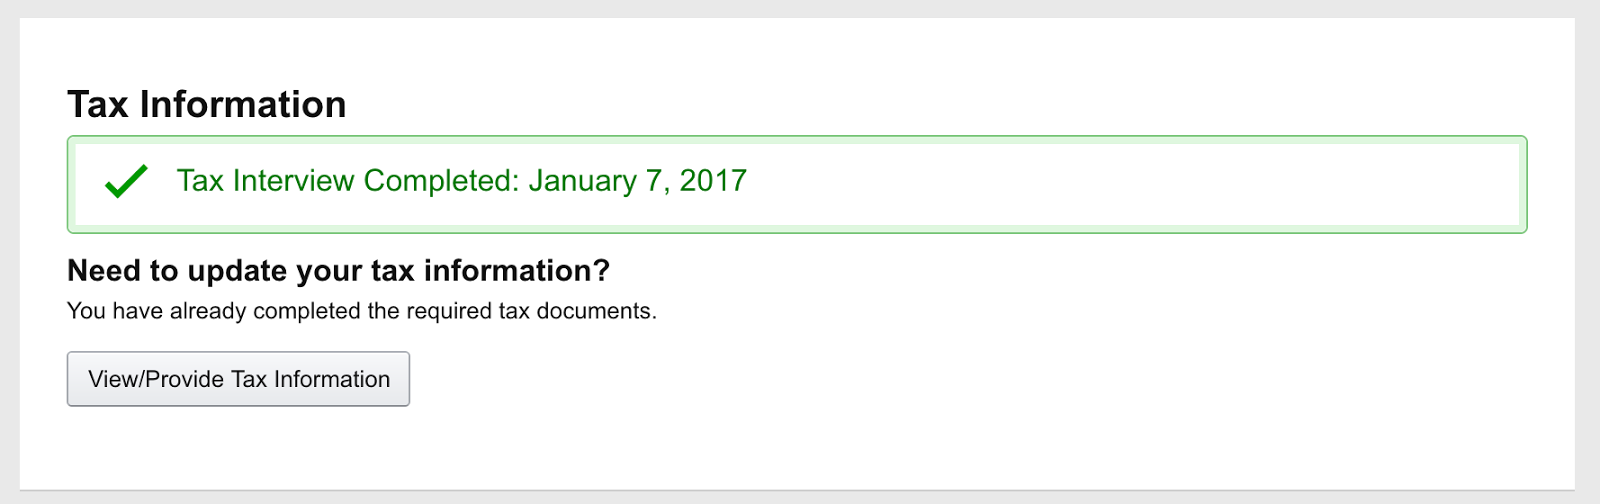 Tax Information
Tax Interview Completed: January 7, 2017
Need to update your tax information?
You have already completed the required tax documents.
View/Provide Tax Information